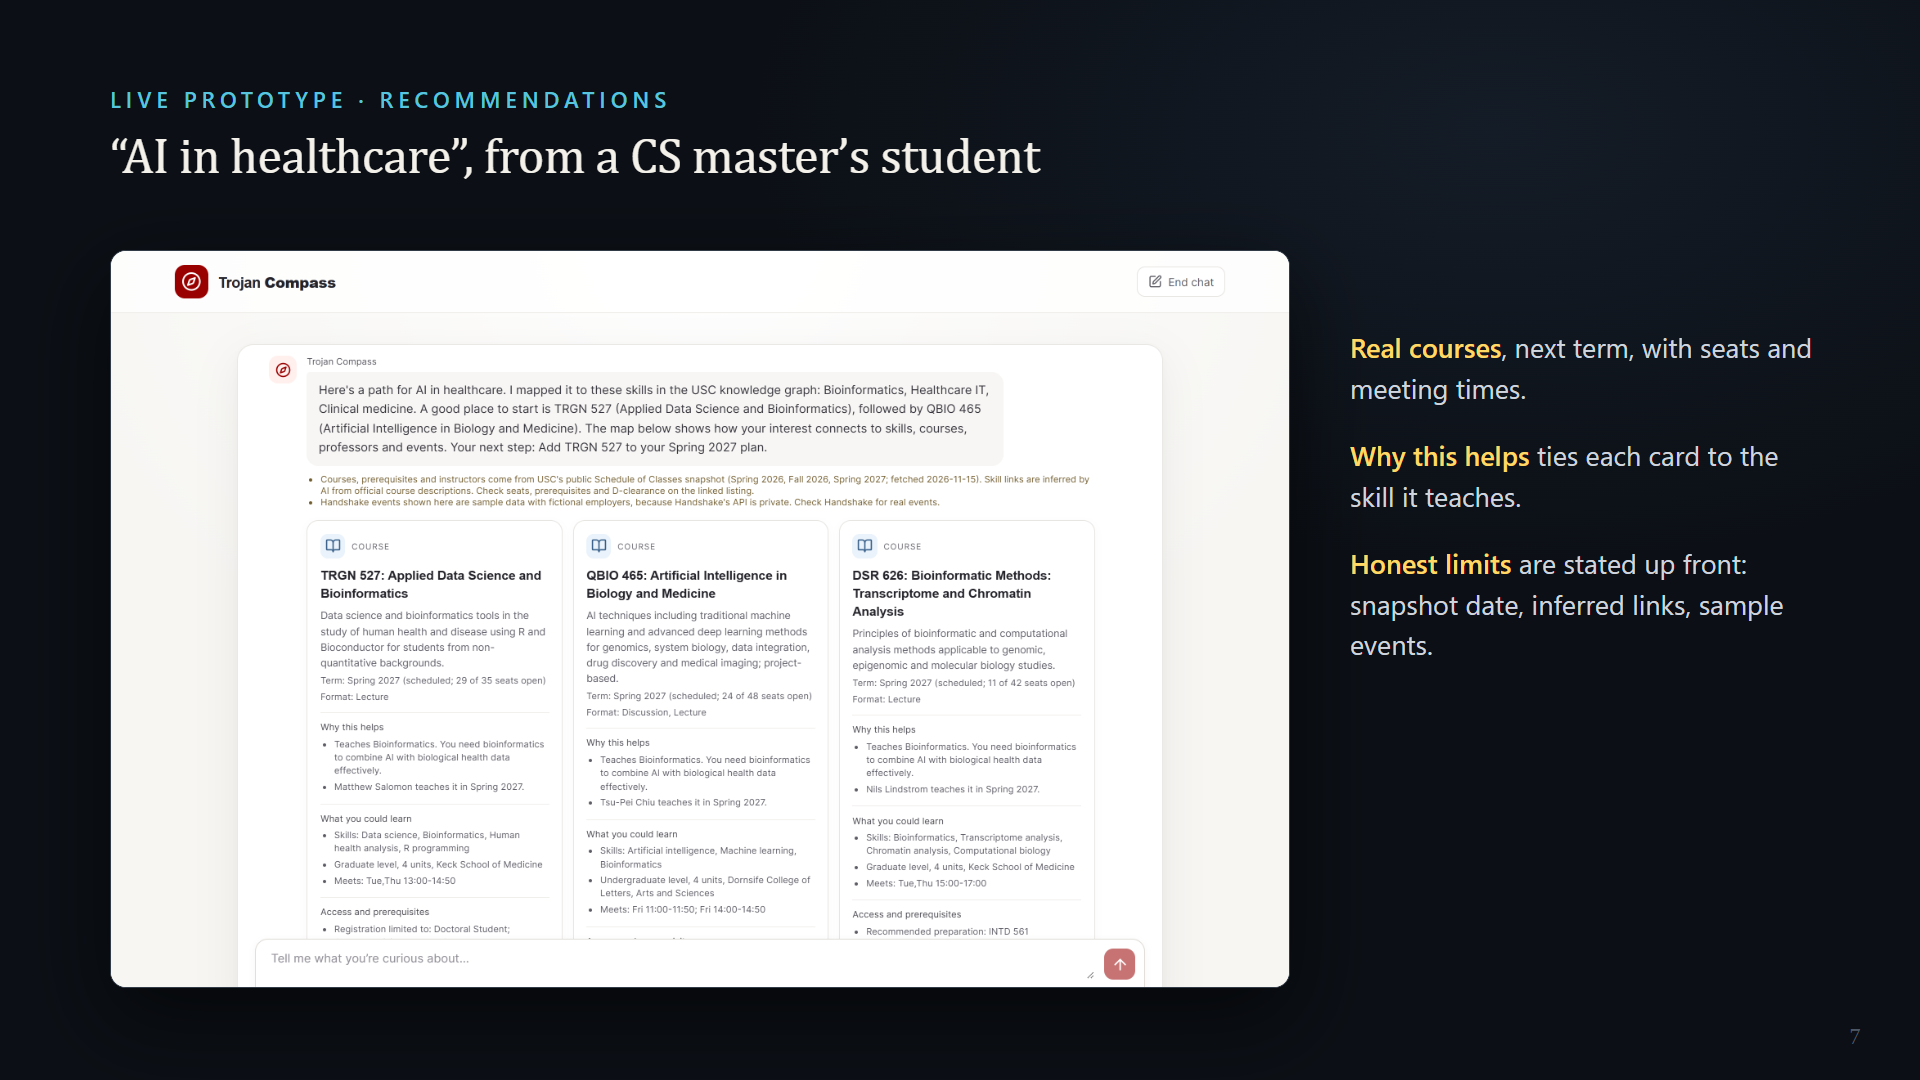 LIVE PROTOTYPE · RECOMMENDATIONS
“AI in healthcare”, from a CS master’s student
Trojan Compass
End chat
Trojan Compass
Here's a path for AI in healthcare. I mapped it to these skills in the USC knowledge graph: Bioinformatics, Healthcare IT,
Clinical medicine. A good place to start is TRGN 527 (Applied Data Science and Bioinformatics), followed by QBIO 465
(Artificial Intelligence in Biology and Medicine). The map below shows how your interest connects to skills, courses,
professors and events. Your next step: Add TRGN 527 to your Spring 2027 plan.
• Courses, prerequisites and instructors come from USC's public Schedule of Classes snapshot (Spring 2026, Fall 2026, Spring 2027; fetched 2026-11-15). Skill links are inferred by
AI from official course descriptions. Check seats, prerequisites and D-clearance on the linked listing.
• Handshake events shown here are sample data with fictional employers, because Handshake's API is private. Check Handshake for real events.
COURSE
TRGN 527: Applied Data Science and
Bioinformatics
Data science and bioinformatics tools in the
study of human health and disease using R and
Bioconductor for students from non-
quantitative backgrounds.
Term: Spring 2027 (scheduled; 29 of 35 seats open)
Format: Lecture
Why this helps
• Teaches Bioinformatics. You need bioinformatics
to combine AI with biological health data
effectively.
• Matthew Salomon teaches it in Spring 2027.
What you could learn
• Skills: Data science, Bioinformatics, Human
health analysis, R programming
• Graduate level, 4 units, Keck School of Medicine
• Meets: Tue,Thu 13:00-14:50
Access and prerequisites
• Registration limited to: Doctoral Student;
COURSE
QBIO 465: Artificial Intelligence in
Biology and Medicine
AI techniques including traditional machine
learning and advanced deep learning methods
for genomics, system biology, data integration,
drug discovery and medical imaging; project-
based.
Term: Spring 2027 (scheduled; 24 of 48 seats open)
Format: Discussion, Lecture
Why this helps
• Teaches Bioinformatics. You need bioinformatics
to combine AI with biological health data
effectively.
• Tsu-Pei Chiu teaches it in Spring 2027.
What you could learn
• Skills: Artificial intelligence, Machine learning,
Bioinformatics
• Undergraduate level, 4 units, Dornsife College of
Letters, Arts and Sciences
• Meets: Fri 11:00-11:50; Fri 14:00-14:50
COURSE
DSR 626: Bioinformatic Methods:
Transcriptome and Chromatin
Analysis
Principles of bioinformatic and computational
analysis methods applicable to genomic,
epigenomic and molecular biology studies.
Term: Spring 2027 (scheduled; 11 of 42 seats open)
Format: Lecture
Why this helps
• Teaches Bioinformatics. You need bioinformatics
to combine AI with biological health data
effectively.
• Nils Lindstrom teaches it in Spring 2027.
What you could learn
• Skills: Bioinformatics, Transcriptome analysis,
Chromatin analysis, Computational biology
• Graduate level, 4 units, Keck School of Medicine
• Meets: Tue,Thu 15:00-17:00
Access and prerequisites
• Recommended preparation: INTD 561
Tell me what you're curious about...
Real courses, next term, with seats and
meeting times.
Why this helps ties each card to the
skill it teaches.
Honest limits are stated up front:
snapshot date, inferred links, sample
events.
7